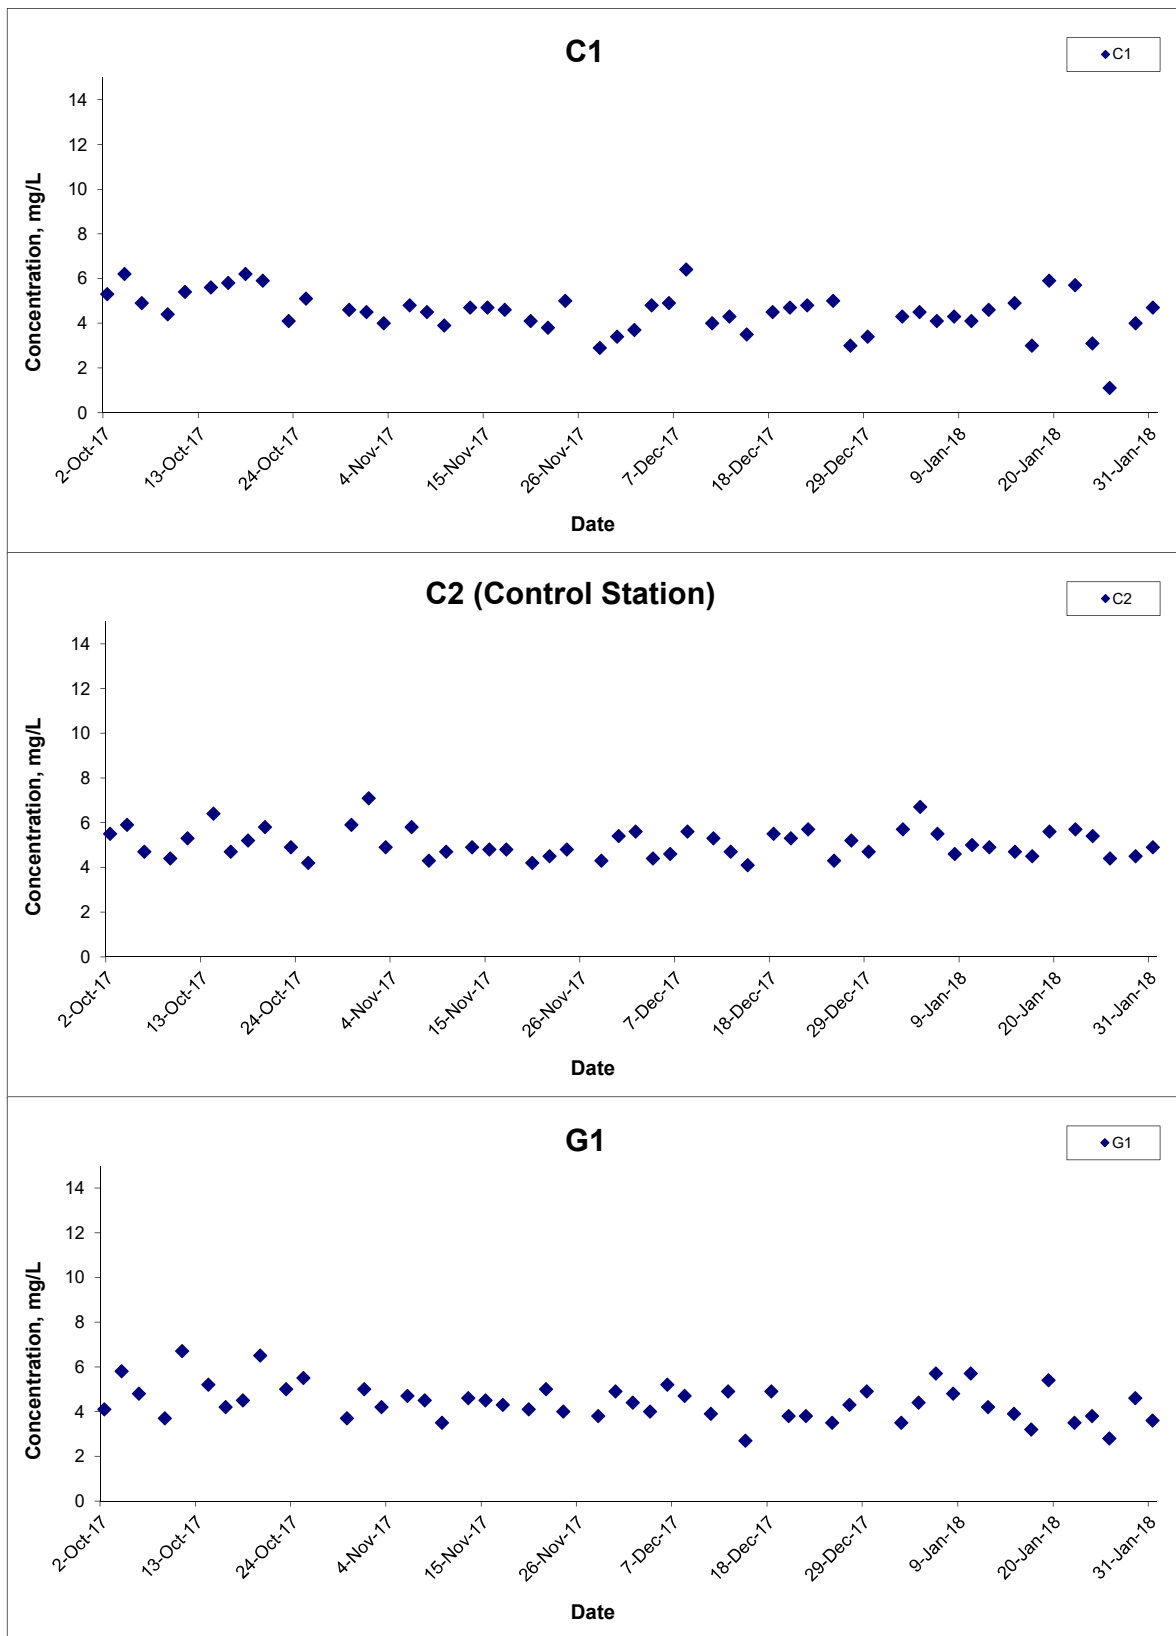 C1
C1
14
12
10
8
6
4
2
0
Concentration, mg/L
2-Oct-17
13-Oct-17
24-Oct-17
4-Nov-17
15-Nov-17
26-Nov-17
7-Dec-17
18-Dec-17
29-Dec-17
9-Jan-18
20-Jan-18
31-Jan-18
Date
C2 (Control Station)
C2
14
12
10
8
6
4
2
0
Concentration, mg/L
2-Oct-17
13-Oct-17
24-Oct-17
4-Nov-17
15-Nov-17
26-Nov-17
7-Dec-17
18-Dec-17
29-Dec-17
9-Jan-18
20-Jan-18
31-Jan-18
Date
G1
G1
14
12
10
8
6
4
2
0
Concentration, mg/L
2-Oct-17
13-Oct-17
24-Oct-17
4-Nov-17
15-Nov-17
26-Nov-17
7-Dec-17
18-Dec-17
29-Dec-17
9-Jan-18
20-Jan-18
31-Jan-18
Date